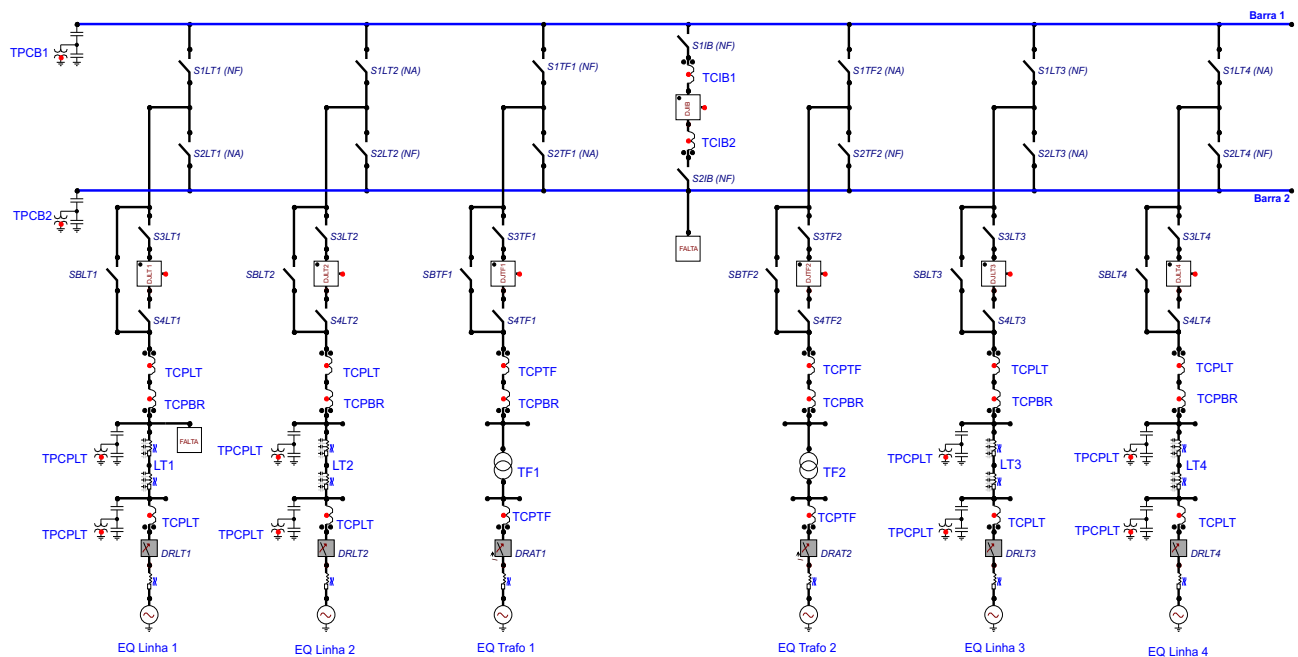 Barra 1
TPCB1
S1IB (NF)
S1LT1 (NF)
S1LT2 (NA)
S1TF1 (NF)
TCIB1
S1TF2 (NA)
S1LT3 (NF)
S1LT4 (NA)
DJIB
TCIB2
S2LT1 (NA)
S2LT2 (NF)
S2TF1 (NA)
S2TF2 (NF)
S2LT3 (NA)
S2LT4 (NF)
S2IB (NF)
Barra 2
TPCB2
S3LT1
S3LT2
S3TF1
FALTA
S3TF2
S3LT3
S3LT4
SBLT1
DJLT1
SBLT2
DJLT2
SBTF1
DJTF1
SBTF2
DJTF2
SBLT3
DJLT3
SBLT4
DJLT4
S4LT1
S4LT2
S4TF1
S4TF2
S4LT3
S4LT4
TCPLT
TCPLT
TCPTF
TCPTF
TCPLT
TCPLT
TCPBR
TCPBR
TCPBR
TCPBR
TCPBR
TCPBR
FALTA
TPCPLT
LT1
TPCPLT
LT2
TF1
TF2
TPCPLT
LT3
TPCPLT
LT4
TPCPLT
TCPLT
TPCPLT
TCPLT
TCPTF
TCPTF
TPCPLT
TCPLT
TPCPLT
TCPLT
DRLT1
DRLT2
DRAT1
DRAT2
DRLT3
DRLT4
EQ Linha 1
EQ Linha 2
EQ Trafo 1
EQ Trafo 2
EQ Linha 3
EQ Linha 4